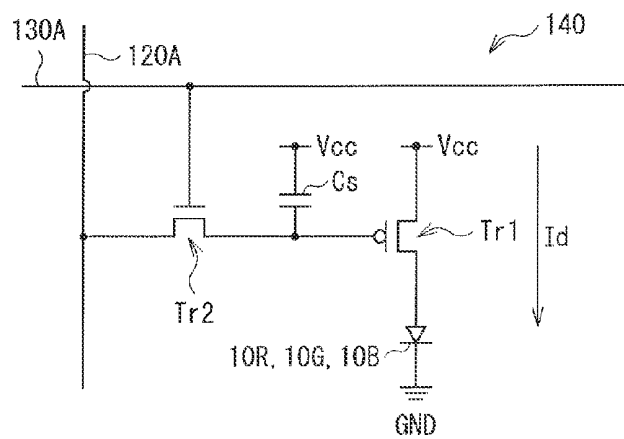 140
130A
120A
Vcc
Vcc
Cs
Tr1
Id
Tr2
10R, 10G, 10B
GND